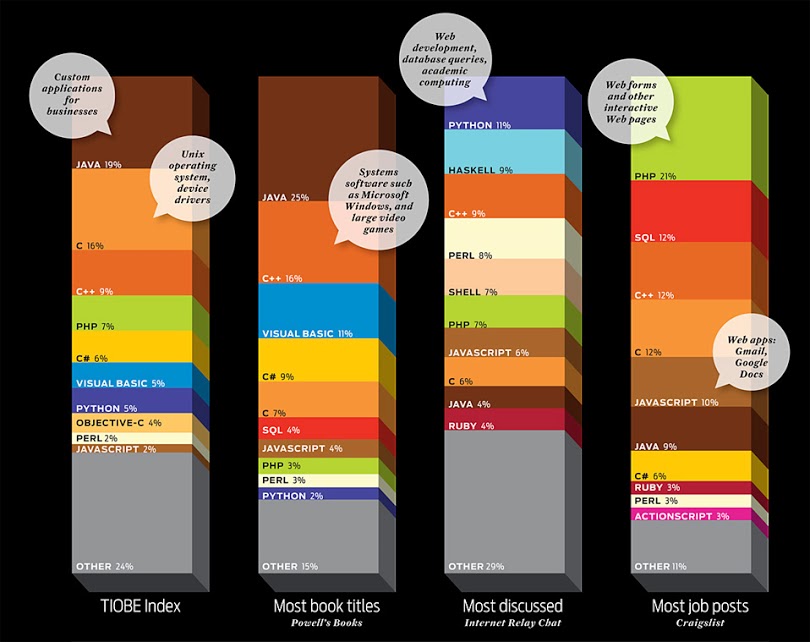 Custom
applications
for
businesses
JAVA 19%
Unix
operating
system,
device
drivers
C 16%
C++ 9%
PHP 7%
C# 6%
VISUAL BASIC 5%
PYTHON 5%
OBJECTIVE-C 4%
PERL 2%
JAVASCRIPT 2%
OTHER 24%
TIOBE Index
JAVA 25%
Systems
software such
as Microsoft
Windows, and
large video
games
C++ 16%
VISUAL BASIC 11%
C# 9%
C 7%
SQL 4%
JAVASCRIPT 4%
PHP 3%
PERL 3%
PYTHON 2%
OTHER 15%
Most book titles
Powell's Books
Web
development,
database queries,
academic
computing
PYTHON 11%
HASKELL 9%
C++ 9%
PERL 8%
SHELL 7%
PHP 7%
JAVASCRIPT 6%
C 6%
JAVA 4%
RUBY 4%
OTHER 29%
Most discussed
Internet Relay Chat
Web forms
and other
interactive
Web pages
PHP 21%
SQL 12%
C++ 12%
C 12%
Web apps:
Gmail,
Google
Docs
JAVASCRIPT 10%
JAVA 9%
C# 6%
RUBY 3%
PERL 3%
ACTIONSCRIPT 3%
OTHER 11%
Most job posts
Craigslist